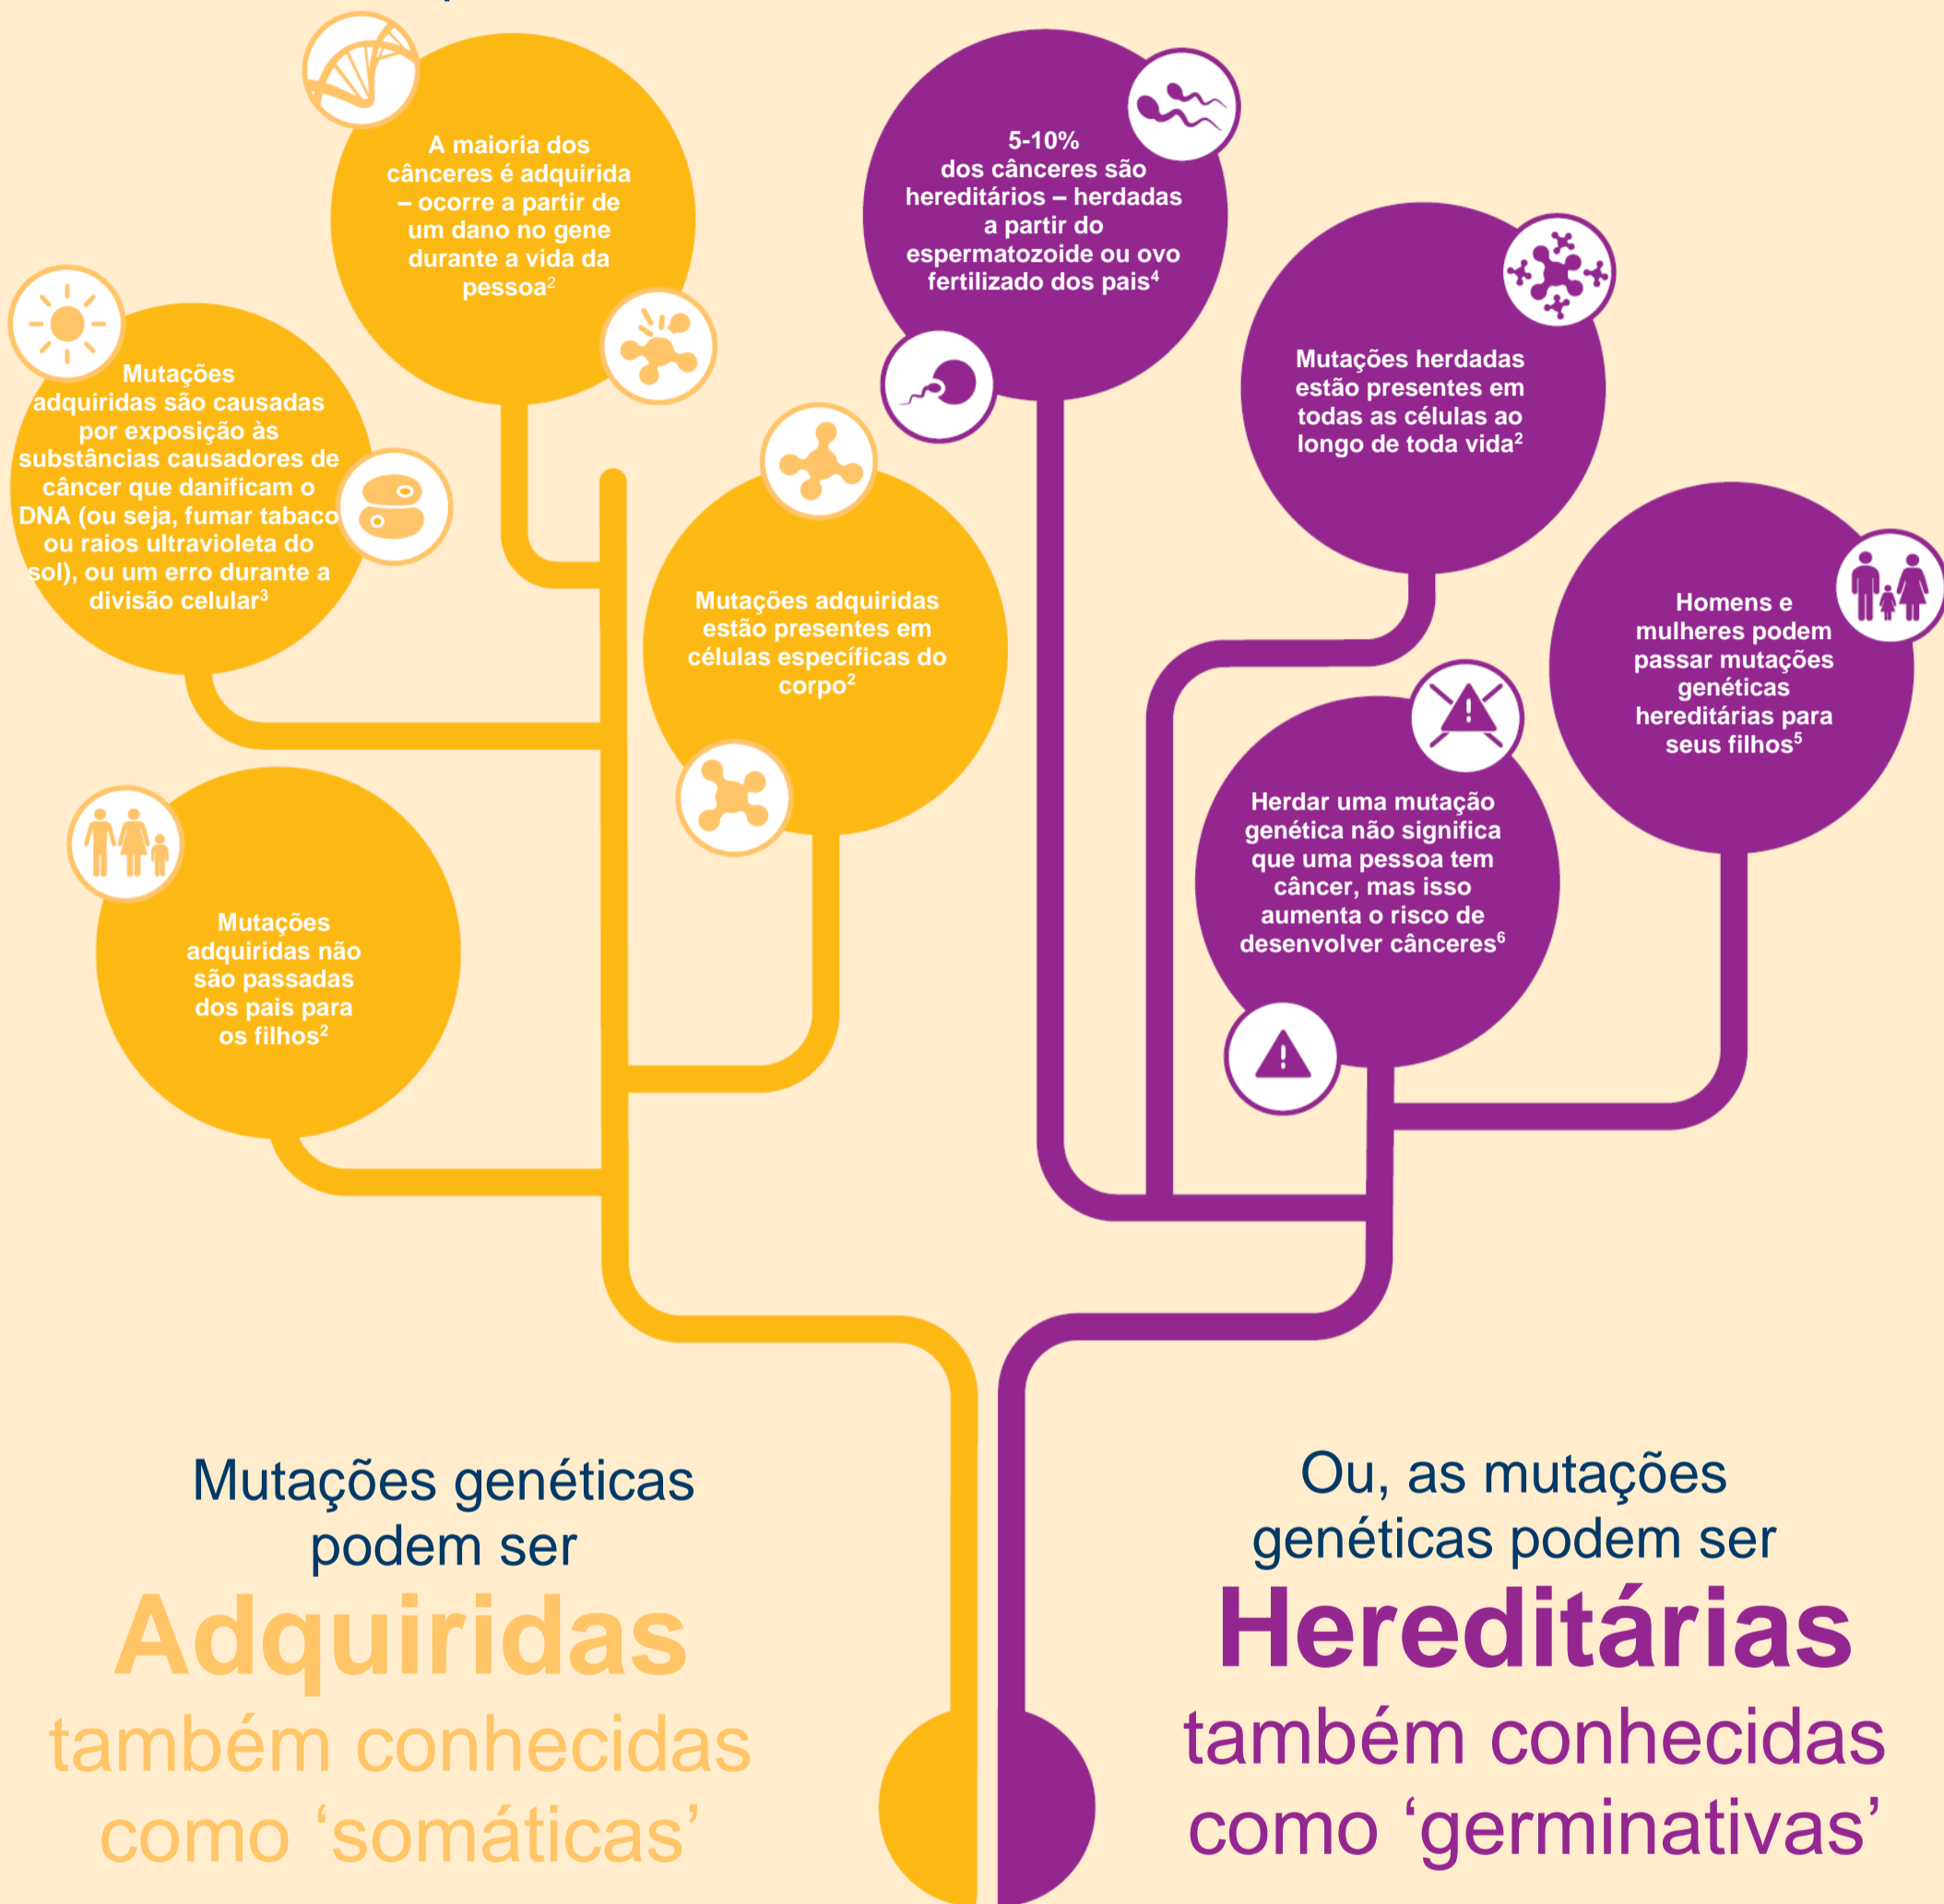 A maioria dos
cânceres é adquirida
– ocorre a partir de
um dano no gene
durante a vida da
pessoa²
5-10%
dos cânceres são
hereditários – herdadas
a partir do
espermatozoide ou ovo
fertilizado dos pais⁴
Mutações
adquiridas são causadas
por exposição às
substâncias causadores de
câncer que danificam o
DNA (ou seja, fumar tabaco
ou raios ultravioleta do
sol), ou um erro durante a
divisão celular³
Mutações herdadas
estão presentes em
todas as células ao
longo de toda vida²
Mutações adquiridas
estão presentes em
células específicas do
corpo²
Homens e
mulheres podem
passar mutações
genéticas
hereditárias para
seus filhos⁵
Herdar uma mutação
genética não significa
que uma pessoa tem
câncer, mas isso
aumenta o risco de
desenvolver cânceres⁶
Mutações
adquiridas não
são passadas
dos pais para
os filhos²
Mutações genéticas
podem ser
Adquiridas
também conhecidas
como ‘somáticas’
Ou, as mutações
genéticas podem ser
Hereditárias
também conhecidas
como ‘germinativas’